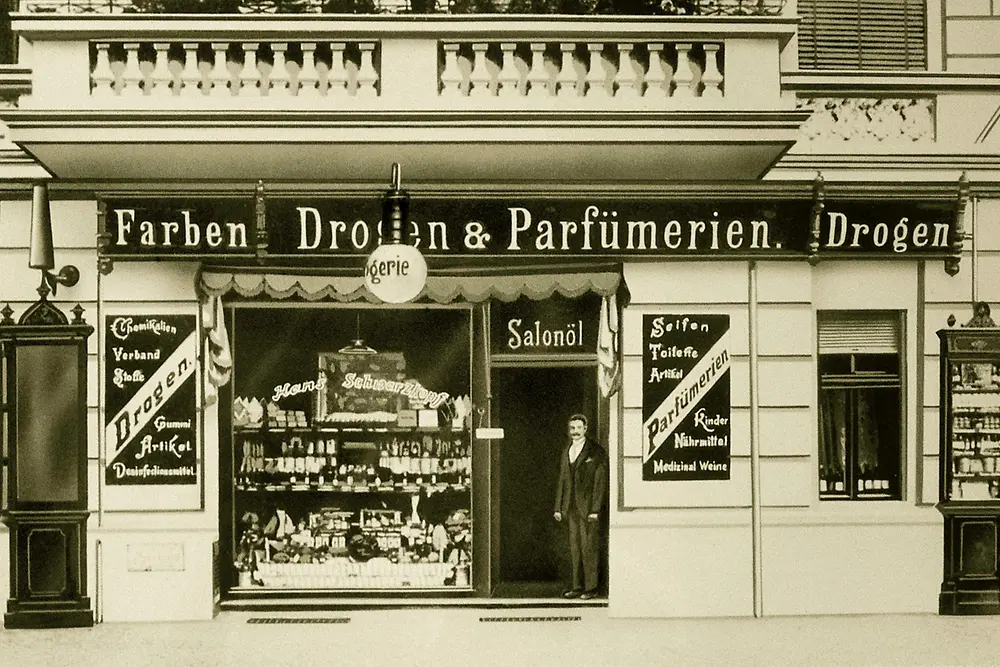 Farben
Drogen & Parfümerien.
Drogen
ogerie
Salonöl
Hans Schwarzkopf
Chemikalien
Verband
Stoffe
Drogen.
Gummi
Artikel
Desinfectionsmittel
Seifen
Toilette
Artikel
Parfümerien
Kinder
Nährmittel
Medizinal Weine